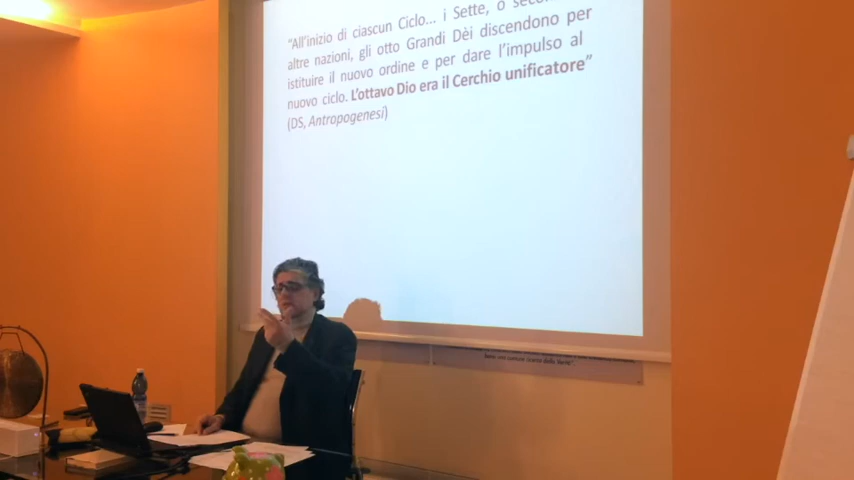 “All’inizio di ciascun Ciclo... i Sette, o
altre nazioni, gli otto Grandi Dèi discendono per
istituire il nuovo ordine e per dare l’impulso al
nuovo ciclo. L’ottavo Dio era il Cerchio unificatore”
(DS, Antropogenesi)